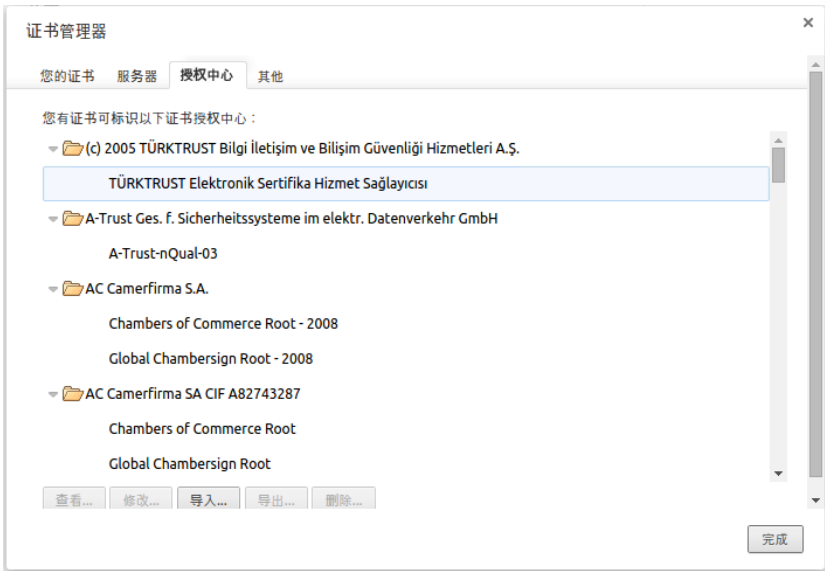 证书管理器
您的证书 服务器 授权中心 其他
您有证书可标识以下证书授权中心：
(c) 2005 TÜRKTRUST Bilgi İletişim ve Bilişim Güvenliği Hizmetleri A.Ş.
TÜRKTRUST Elektronik Sertifika Hizmet Sağlayıcısı
A-Trust Ges. f. Sicherheitssysteme im elektr. Datenverkehr GmbH
A-Trust-nQual-03
AC Camerfirma S.A.
Chambers of Commerce Root - 2008
Global Chambersign Root - 2008
AC Camerfirma SA CIF A82743287
Chambers of Commerce Root
Global Chambersign Root
查看... 修改... 导入... 导出... 删除...
完成